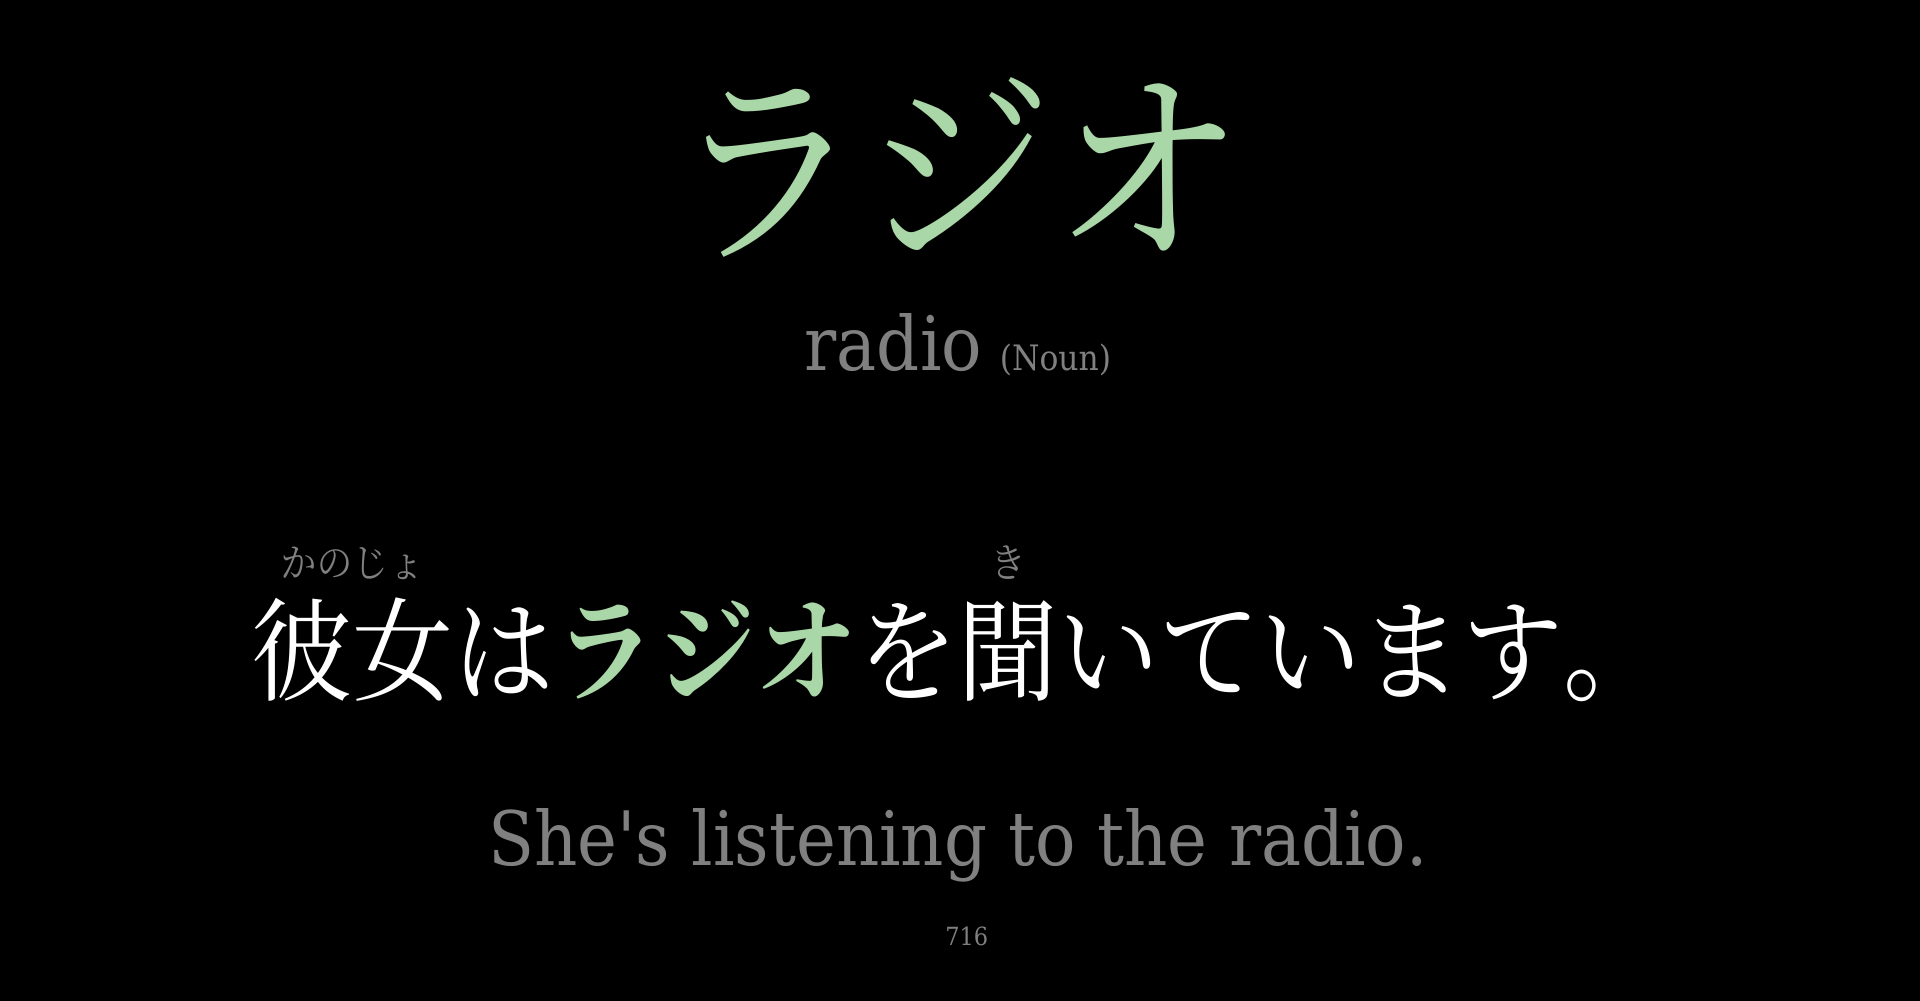 ラジオ
radio (Noun)
かのじょ き
彼女はラジオを聞いています。
She's listening to the radio.
716